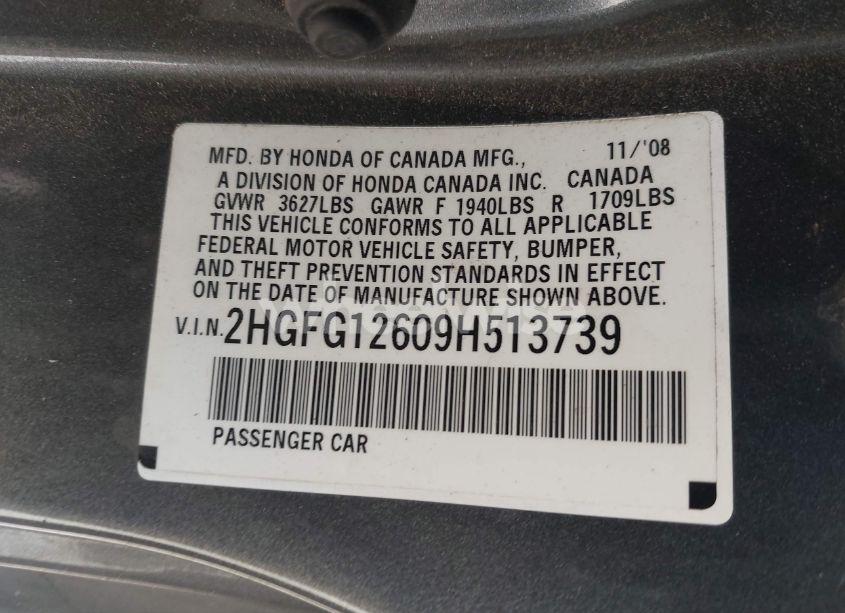 MFD. BY HONDA OF CANADA MFG., 11/'08
A DIVISION OF HONDA CANADA INC. CANADA
GVWR 3627LBS GAWR F 1940LBS R 1709LBS
THIS VEHICLE CONFORMS TO ALL APPLICABLE
FEDERAL MOTOR VEHICLE SAFETY, BUMPER,
AND THEFT PREVENTION STANDARDS IN EFFECT
ON THE DATE OF MANUFACTURE SHOWN ABOVE.
V.I.N. 2HGFG12609H513739
PASSENGER CAR